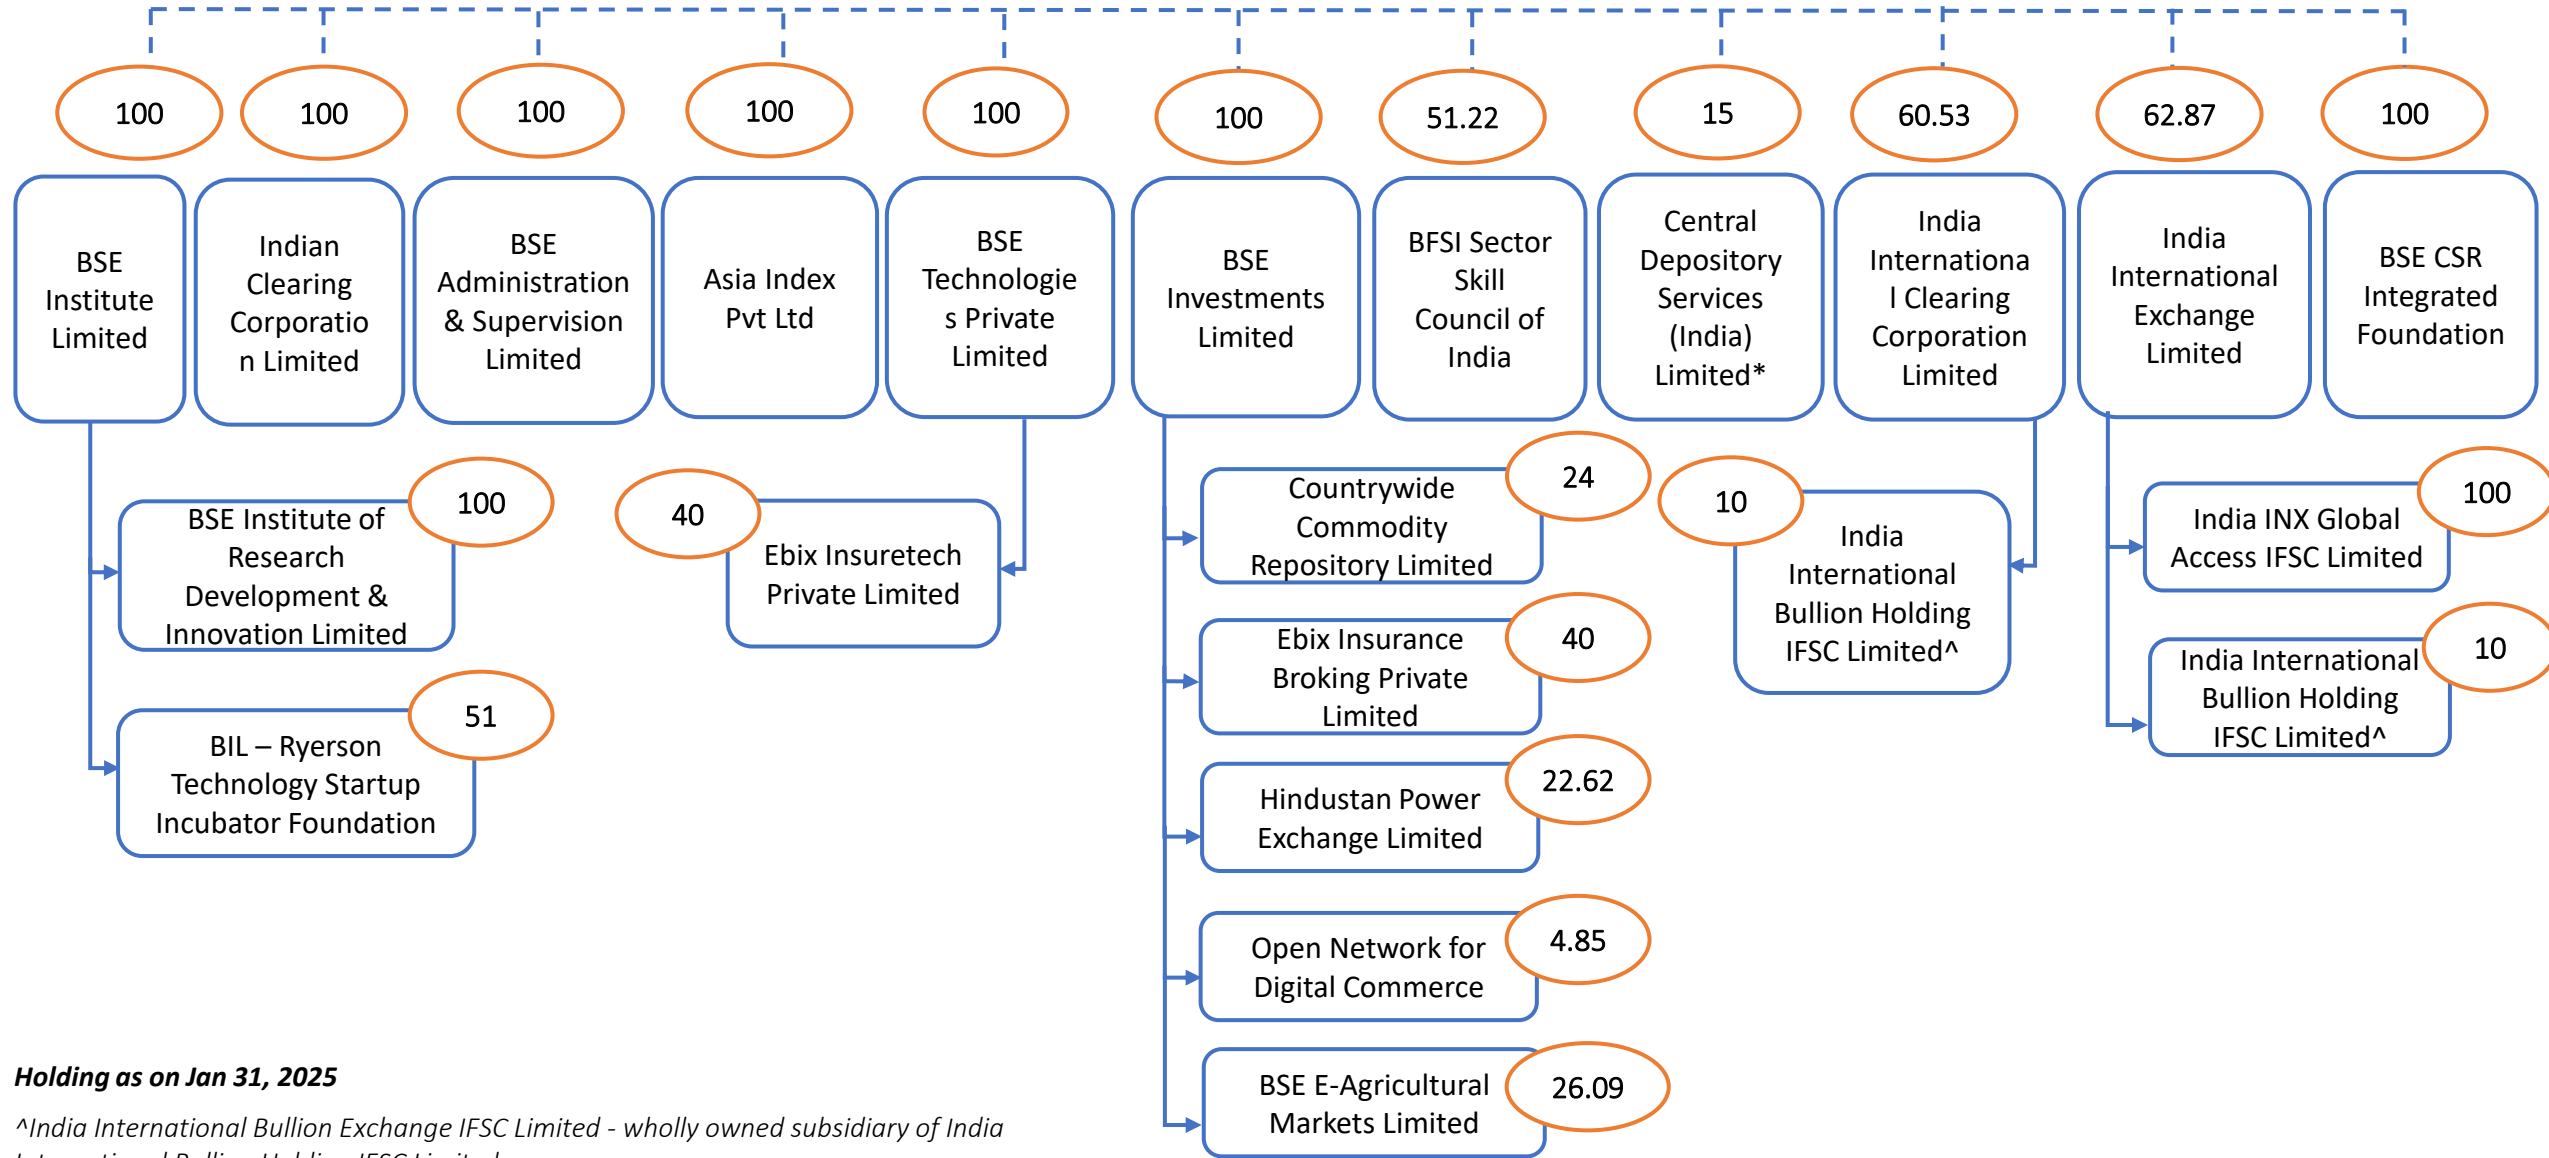 100
100
100
100
100
100
51.22
15
60.53
62.87
100
BSE
Institute
Limited
Indian
Clearing
Corporatio
n Limited
BSE
Administration
& Supervision
Limited
Asia Index
Pvt Ltd
BSE
Technologie
s Private
Limited
BSE
Investments
Limited
BFSI Sector
Skill
Council of
India
Central
Depository
Services
(India)
Limited*
India
Internationa
l Clearing
Corporation
Limited
India
International
Exchange
Limited
BSE CSR
Integrated
Foundation
100
BSE Institute of
Research
Development &
Innovation Limited
51
BIL – Ryerson
Technology Startup
Incubator Foundation
40
Ebix Insuretech
Private Limited
24
Countrywide
Commodity
Repository Limited
40
Ebix Insurance
Broking Private
Limited
22.62
Hindustan Power
Exchange Limited
4.85
Open Network for
Digital Commerce
26.09
BSE E-Agricultural
Markets Limited
10
India
International
Bullion Holding
IFSC Limited^
100
India INX Global
Access IFSC Limited
10
India International
Bullion Holding
IFSC Limited^
Holding as on Jan 31, 2025
^India International Bullion Exchange IFSC Limited - wholly owned subsidiary of India
International Bullion Holding IFSC Limited